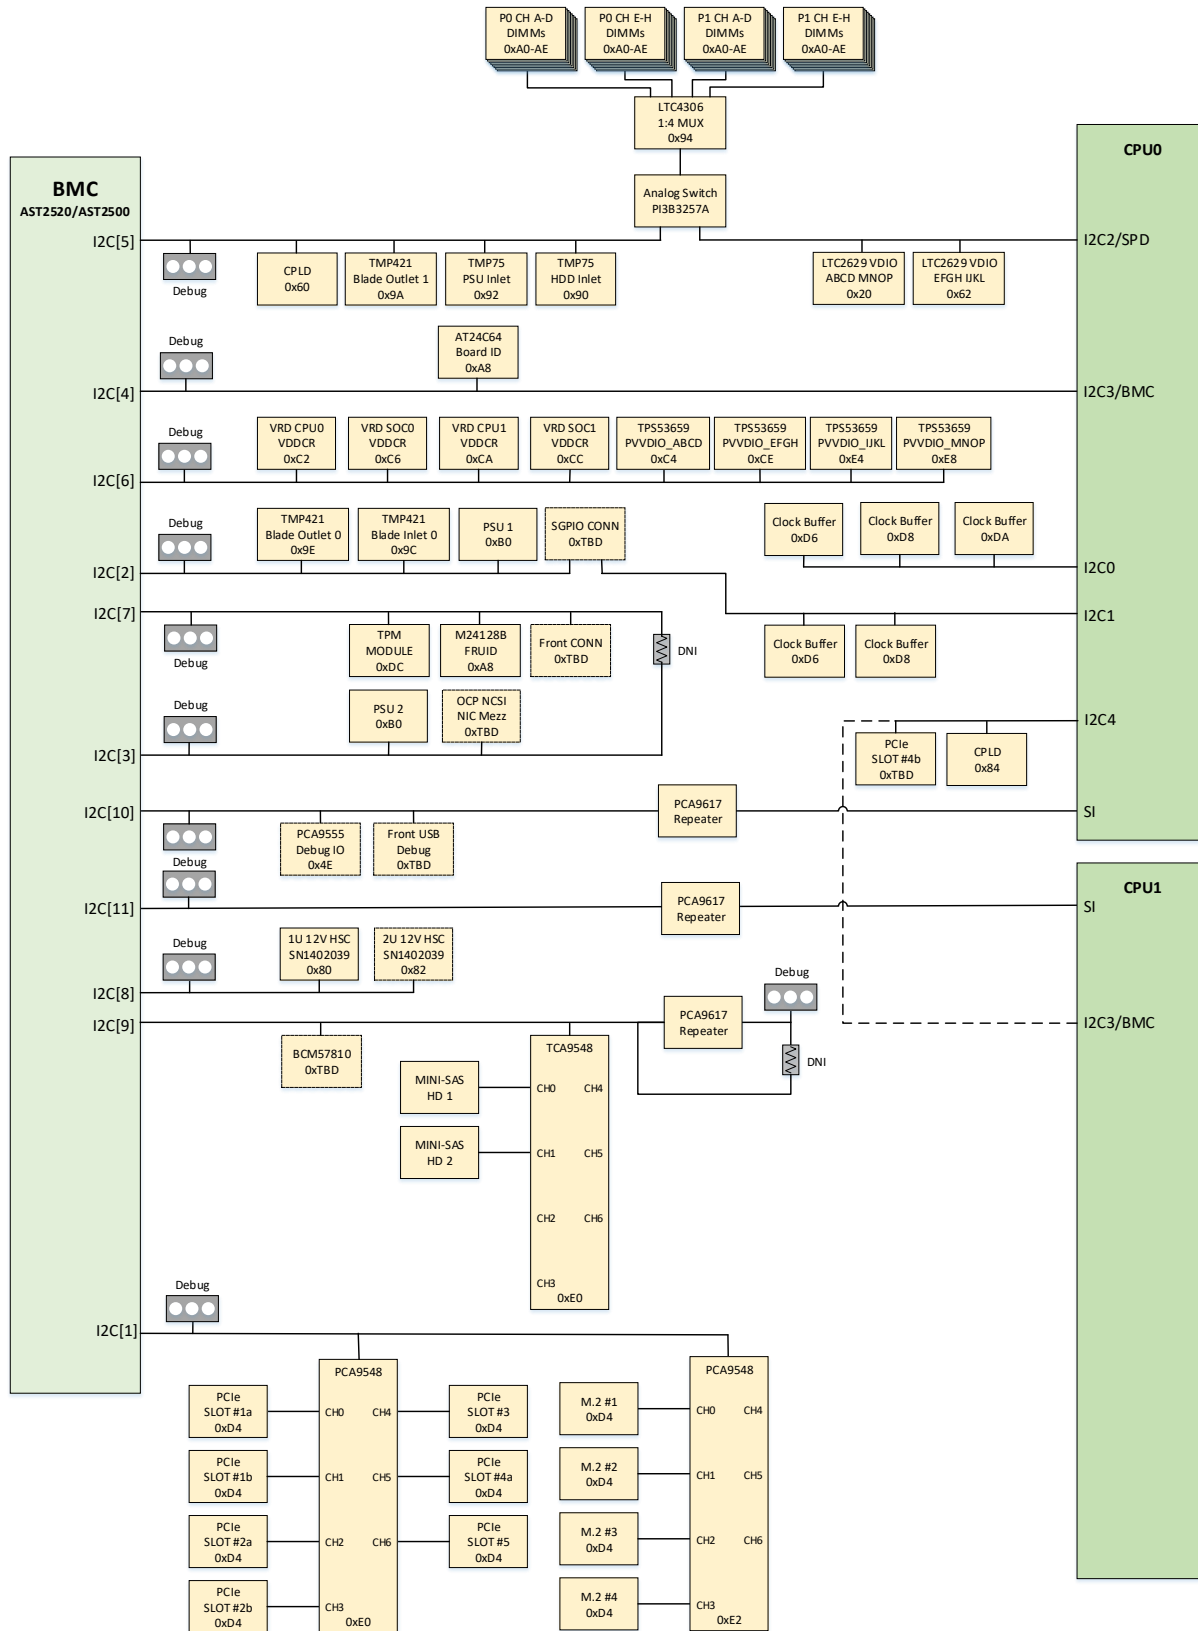 P0 CH A-D
DIMMs
0xA0-AE
P0 CH E-H
DIMMs
0xA0-AE
P1 CH A-D
DIMMs
0xA0-AE
P1 CH E-H
DIMMs
0xA0-AE
LTC4306
1:4 MUX
0x94
Analog Switch
PI3B3257A
BMC
AST2520/AST2500
CPU0
I2C[5]
Debug
CPLD
0x60
TMP421
Blade Outlet 1
0x9A
TMP75
PSU Inlet
0x92
TMP75
HDD Inlet
0x90
LTC2629 VDIO
ABCD MNOP
0x20
LTC2629 VDIO
EFGH IJKL
0x62
I2C2/SPD
Debug
AT24C64
Board ID
0xA8
I2C[4]
I2C3/BMC
Debug
VRD CPU0
VDDCR
0xC2
VRD SOC0
VDDCR
0xC6
VRD CPU1
VDDCR
0xCA
VRD SOC1
VDDCR
0xCC
TPS53659
PVVDIO_ABCD
0xC4
TPS53659
PVVDIO_EFGH
0xCE
TPS53659
PVVDIO_IJKL
0xE4
TPS53659
PVVDIO_MNOP
0xE8
I2C[6]
Debug
TMP421
Blade Outlet 0
0x9E
TMP421
Blade Inlet 0
0x9C
PSU 1
0xB0
SGPIO CONN
0xTBD
Clock Buffer
0xD6
Clock Buffer
0xD8
Clock Buffer
0xDA
I2C[2]
I2C0
I2C[7]
I2C1
Debug
TPM
MODULE
0xDC
M24128B
FRUID
0xA8
Front CONN
0xTBD
DNI
Clock Buffer
0xD6
Clock Buffer
0xD8
Debug
PSU 2
0xB0
OCP NCSI
NIC Mezz
0xTBD
I2C[3]
I2C4
PCIe
SLOT #4b
0xTBD
CPLD
0x84
I2C[10]
PCA9617
Repeater
SI
Debug
PCA9555
Debug IO
0x4E
Front USB
Debug
0xTBD
CPU1
I2C[11]
PCA9617
Repeater
SI
Debug
1U 12V HSC
SN1402039
0x80
2U 12V HSC
SN1402039
0x82
I2C[8]
Debug
I2C[9]
PCA9617
Repeater
I2C3/BMC
BCM57810
0xTBD
DNI
TCA9548
MINI-SAS
HD 1
CH0
CH4
MINI-SAS
HD 2
CH1
CH5
CH2
CH6
CH3
0xE0
Debug
I2C[1]
PCA9548
PCIe
SLOT #1a
0xD4
CH0
CH4
PCIe
SLOT #3
0xD4
PCIe
SLOT #1b
0xD4
CH1
CH5
PCIe
SLOT #4a
0xD4
PCIe
SLOT #2a
0xD4
CH2
CH6
PCIe
SLOT #5
0xD4
PCIe
SLOT #2b
0xD4
CH3
0xE0
PCA9548
M.2 #1
0xD4
CH0
CH4
M.2 #2
0xD4
CH1
CH5
M.2 #3
0xD4
CH2
CH6
M.2 #4
0xD4
CH3
0xE2